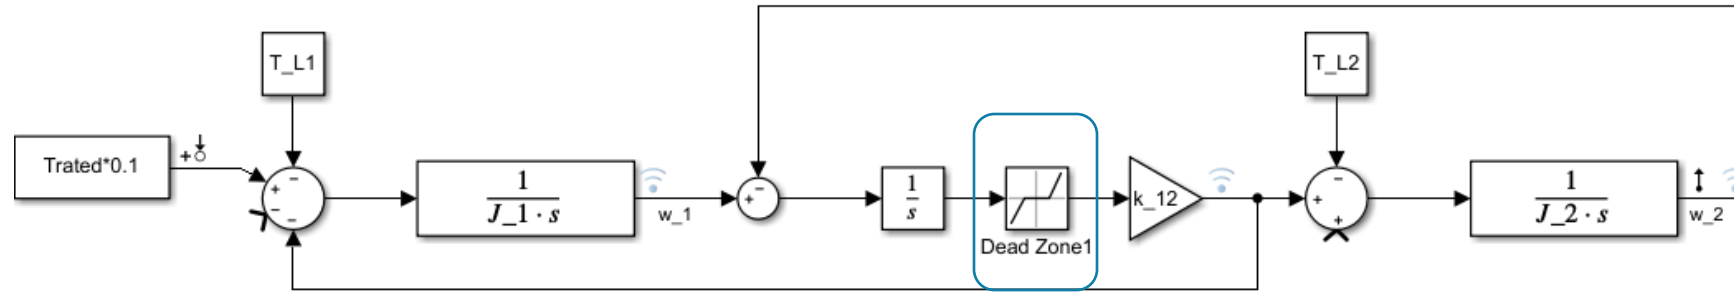 T_L1
T_L2
Trated*0.1
+
+
−
−
−
1
J_1 · s
w_1
−
+
1
s
Dead Zone1
k_12
−
+
+
1
J_2 · s
w_2